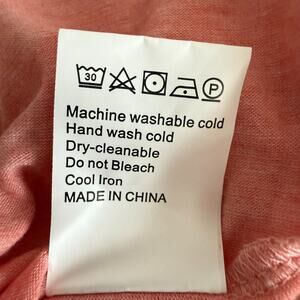 30 P
Machine washable cold
Hand wash cold
Dry-cleanable
Do not Bleach
Cool Iron
MADE IN CHINA